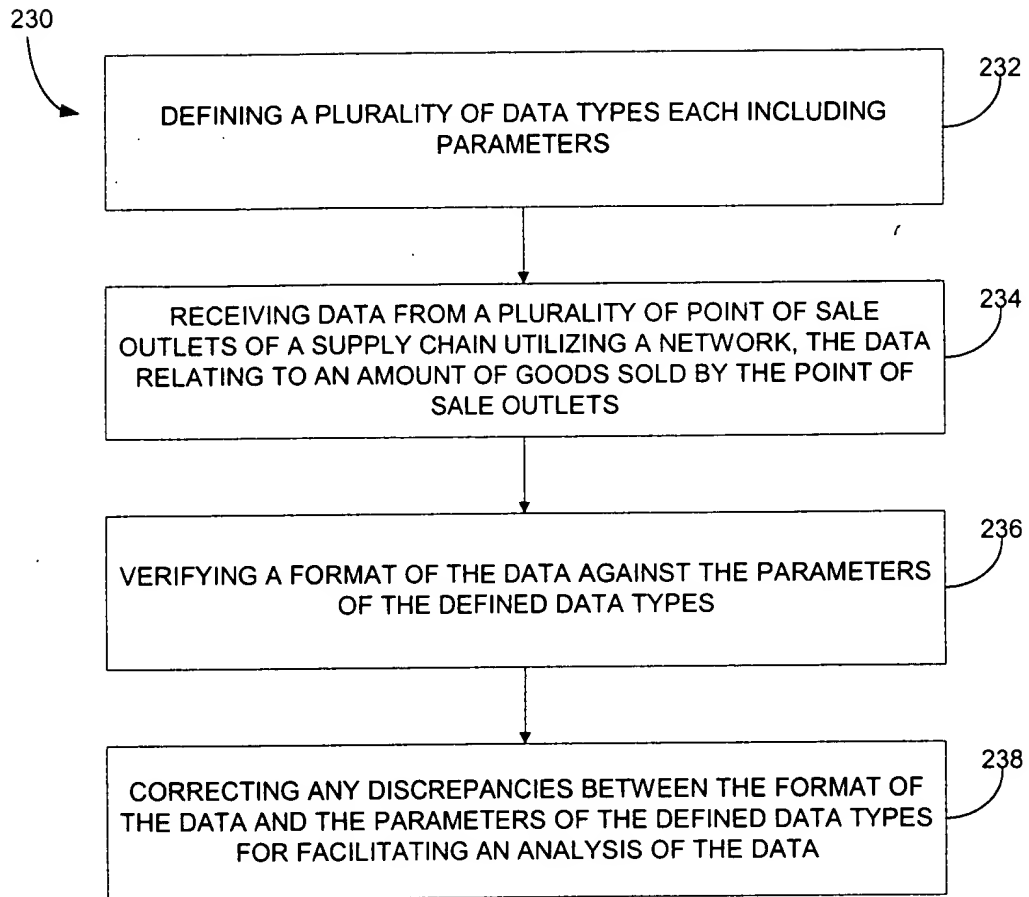 230
232
DEFINING A PLURALITY OF DATA TYPES EACH INCLUDING
PARAMETERS
234
RECEIVING DATA FROM A PLURALITY OF POINT OF SALE
OUTLETS OF A SUPPLY CHAIN UTILIZING A NETWORK, THE DATA
RELATING TO AN AMOUNT OF GOODS SOLD BY THE POINT OF
SALE OUTLETS
236
VERIFYING A FORMAT OF THE DATA AGAINST THE PARAMETERS
OF THE DEFINED DATA TYPES
238
CORRECTING ANY DISCREPANCIES BETWEEN THE FORMAT OF
THE DATA AND THE PARAMETERS OF THE DEFINED DATA TYPES
FOR FACILITATING AN ANALYSIS OF THE DATA